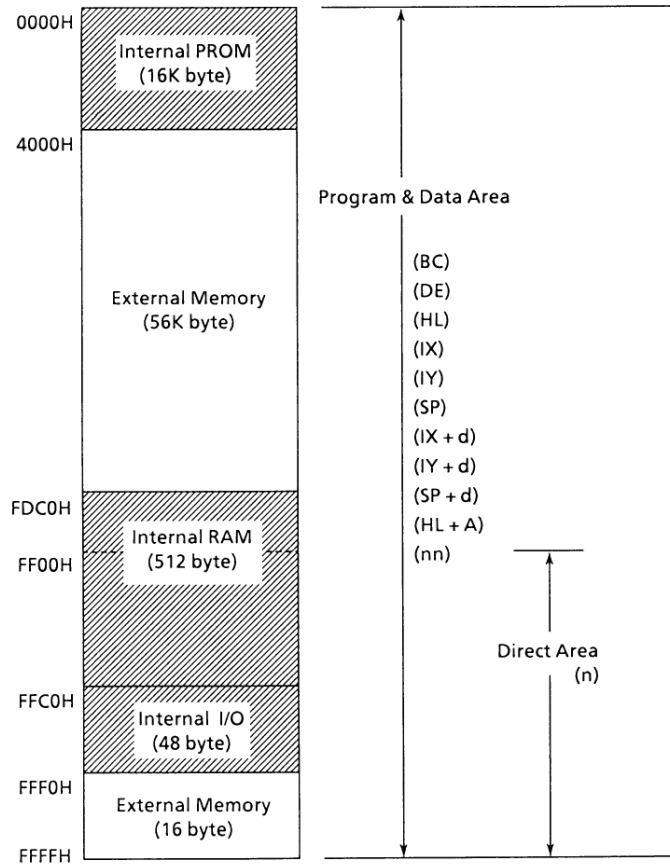 0000H
Internal PROM
(16K byte)
4000H
External Memory
(56K byte)
FDC0H
Internal RAM
(512 byte)
FF00H
FFC0H
Internal I/O
(48 byte)
FFF0H
External Memory
(16 byte)
FFFFH
Program & Data Area
(BC)
(DE)
(HL)
(IX)
(IY)
(SP)
(IX + d)
(IY + d)
(SP + d)
(HL + A)
(nn)
Direct Area
(n)